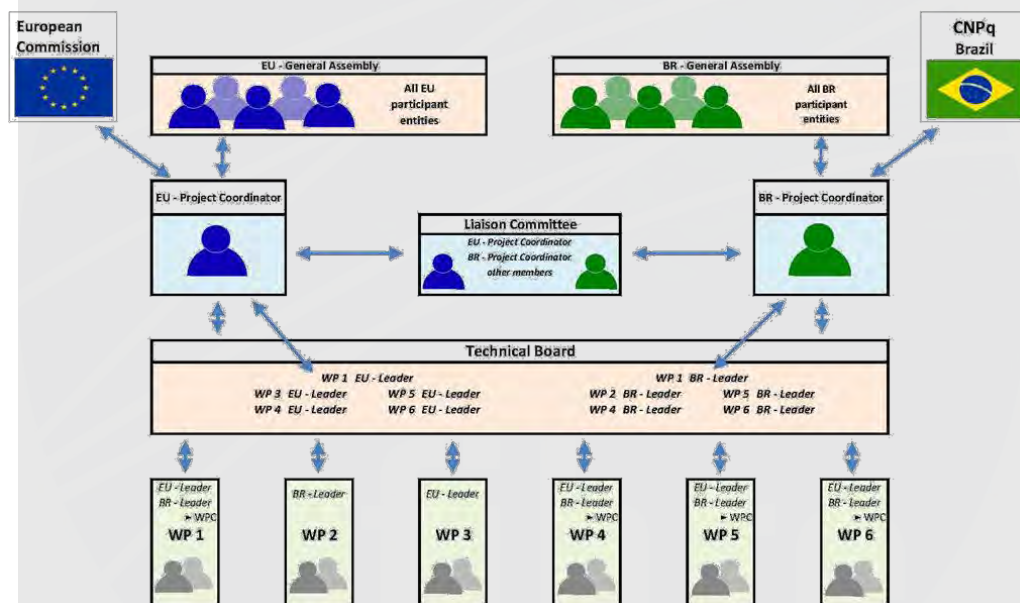 European
Commission
CNPq
Brazil
EU - General Assembly
All EU
participant
entities
BR - General Assembly
All BR
participant
entities
EU - Project Coordinator
BR - Project Coordinator
Liaison Committee
EU - Project Coordinator
BR - Project Coordinator
other members
Technical Board
WP 1 EU - Leader
WP 3 EU - Leader WP 5 EU - Leader
WP 4 EU - Leader WP 6 EU - Leader
WP 1 BR - Leader
WP 2 BR - Leader WP 5 BR - Leader
WP 4 BR - Leader WP 6 BR - Leader
EU - Leader
BR - Leader
► WPC
WP 1
BR - Leader
WP 2
EU - Leader
WP 3
EU - Leader
BR - Leader
► WPC
WP 4
EU - Leader
BR - Leader
► WPC
WP 5
EU - Leader
BR - Leader
► WPC
WP 6